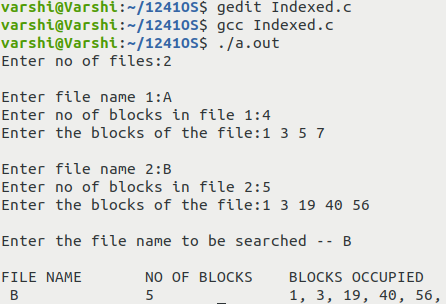 varshi@Varshi:~/1241OS$ gedit Indexed.c
varshi@Varshi:~/1241OS$ gcc Indexed.c
varshi@Varshi:~/1241OS$ ./a.out
Enter no of files:2
Enter file name 1:A
Enter no of blocks in file 1:4
Enter the blocks of the file:1 3 5 7
Enter file name 2:B
Enter no of blocks in file 2:5
Enter the blocks of the file:1 3 19 40 56
Enter the file name to be searched -- B
FILE NAME NO OF BLOCKS BLOCKS OCCUPIED
B 5 1, 3, 19, 40, 56,